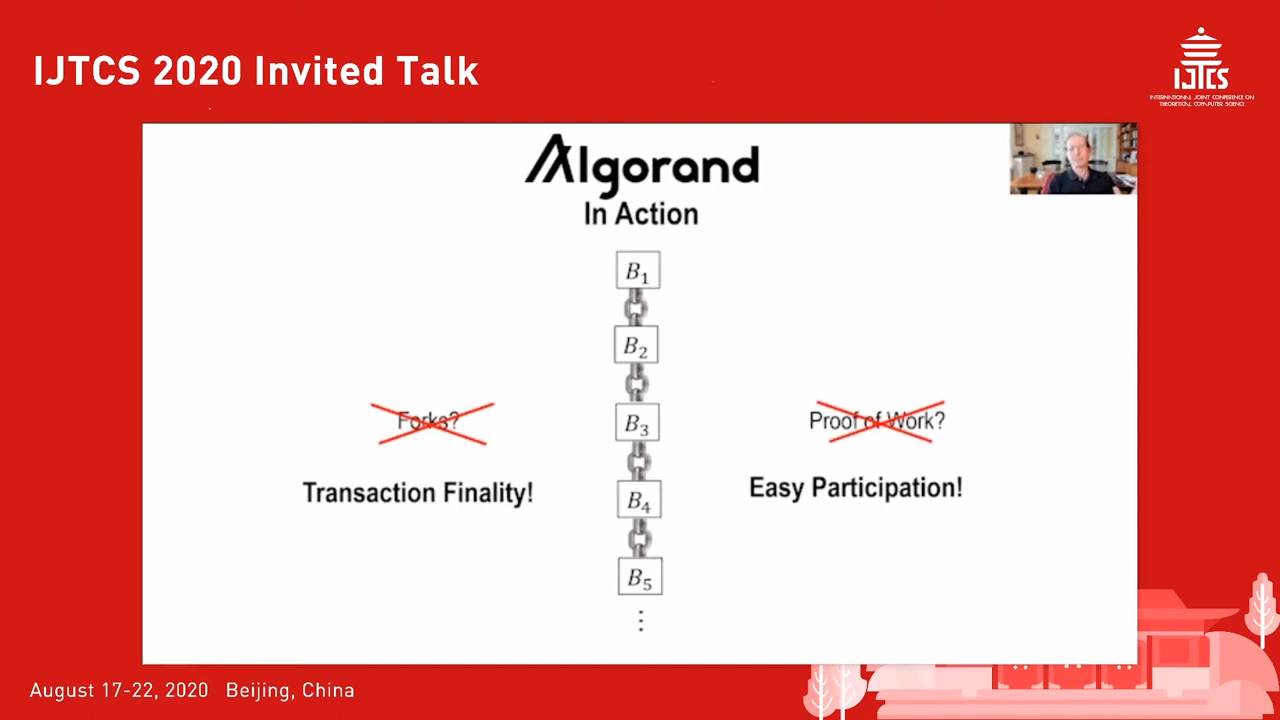 IJTCS 2020 Invited Talk
IJTCS
INTERNATIONAL JOINT CONFERENCE ON
THEORETICAL COMPUTER SCIENCE
Algorand
In Action
B₁
B₂
Forks?
B₃
Proof of Work?
Transaction Finality!
B₄
Easy Participation!
B₅
⋮
August 17-22, 2020 Beijing, China